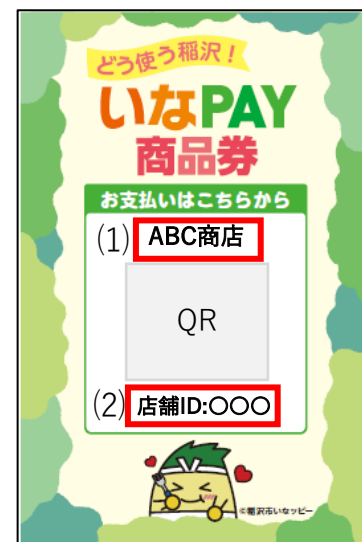 どう使う稲沢！
いなPAY
商品券
お支払いはこちらから
(1) ABC商店
QR
(2) 店舗ID:〇〇〇
©稲沢市いなッピー